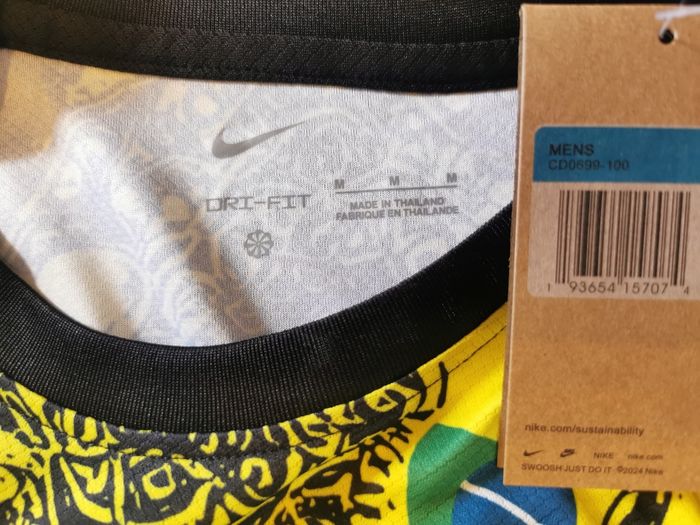 DRI-FIT
M M M
MADE IN THAILAND
FABRIQUE EN THAILANDE
MENS
CD0699-100
1 93654 15707 4
nike.com/sustainability
NIKE nike.com
SWOOSH JUST DO IT ©2024 Nike